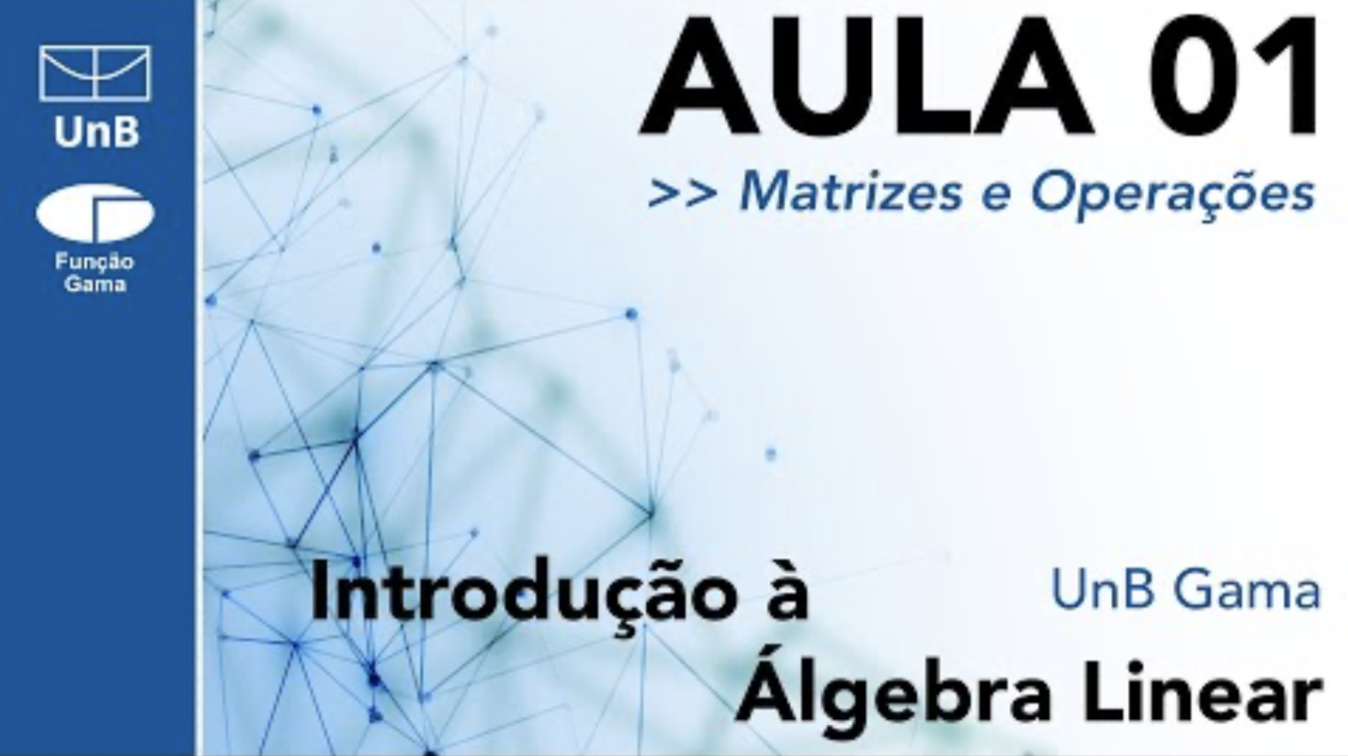 UnB
Função
Gama
AULA 01
>> Matrizes e Operações
Introdução à
UnB Gama
Álgebra Linear